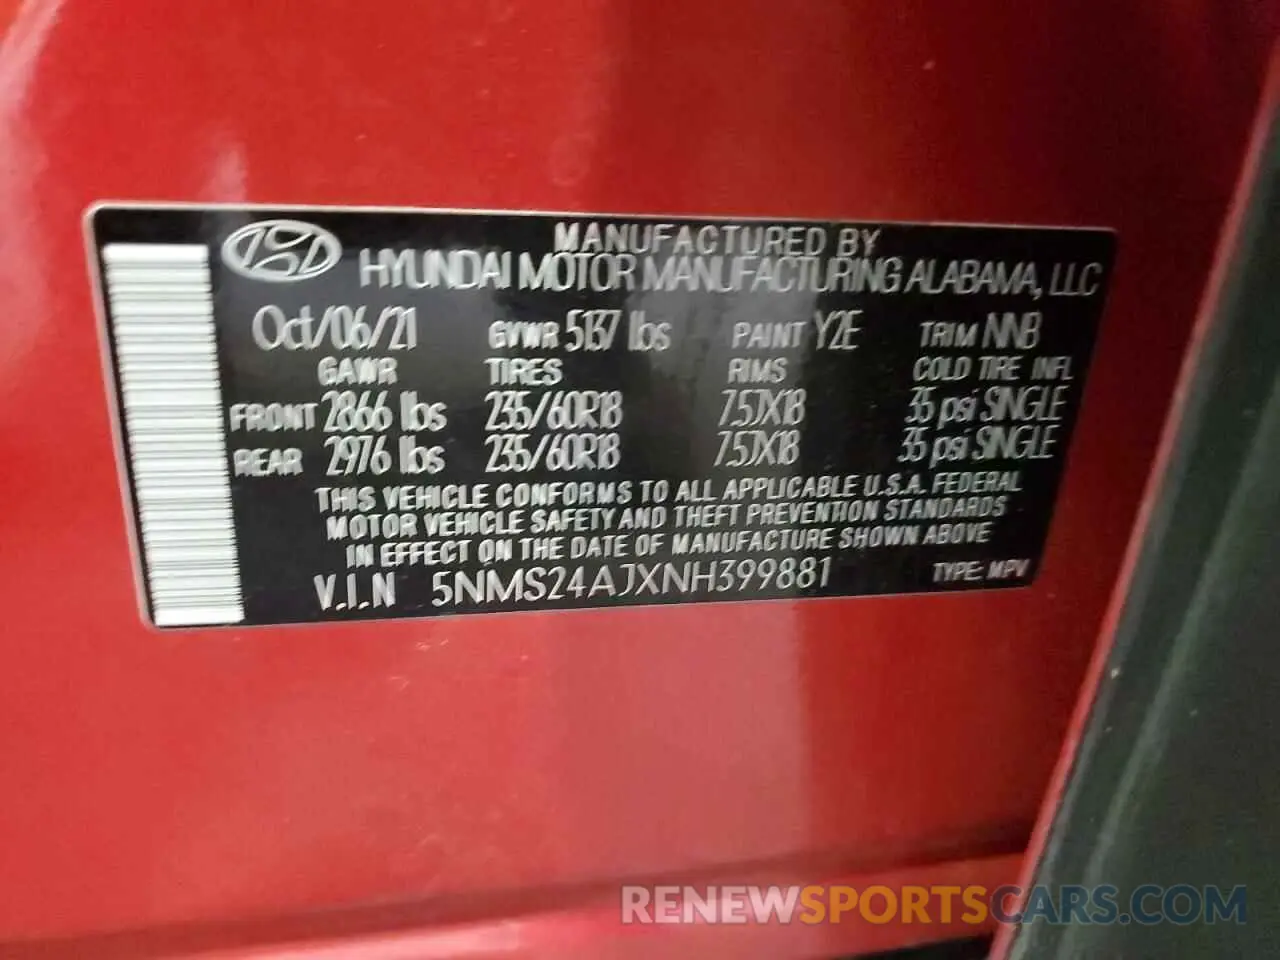 MANUFACTURED BY
HYUNDAI MOTOR MANUFACTURING ALABAMA, LLC
Oct/06/21 GVWR 5137 lbs PAINT Y2E TRIM NNB
GAWR TIRES RIMS COLD TIRE INFL
FRONT 2866 lbs 235/60R18 7.5JX18 35 psi SINGLE
REAR 2976 lbs 235/60R18 7.5JX18 35 psi SINGLE
THIS VEHICLE CONFORMS TO ALL APPLICABLE U.S.A. FEDERAL
MOTOR VEHICLE SAFETY AND THEFT PREVENTION STANDARDS
IN EFFECT ON THE DATE OF MANUFACTURE SHOWN ABOVE
V.I.N 5NMS24AJXNH399881 TYPE: MPV
RENEWSPORTSCARS.COM